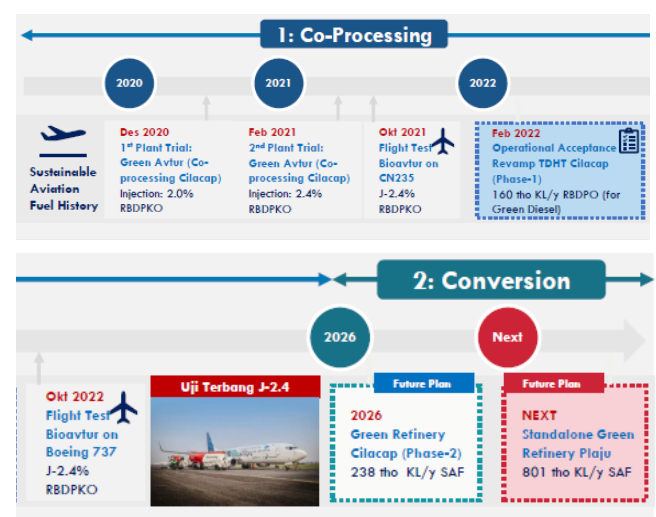 1: Co-Processing
2020
2021
2022
Sustainable
Aviation
Fuel History
Des 2020
1st Plant Trial:
Green Avtur (Co-
processing Cilacap)
Injection: 2.0%
RBDPKO
Feb 2021
2nd Plant Trial:
Green Avtur (Co-
processing Cilacap)
Injection: 2.4%
RBDPKO
Okt 2021
Flight Test
Bioavtur on
CN235
J-2.4%
RBDPKO
Feb 2022
Operational Acceptance
Revamp TDHT Cilacap
(Phase-1)
160 tho KL/y RBDPO (for
Green Diesel)
2: Conversion
2026
Next
Okt 2022
Flight Test
Bioavtur on
Boeing 737
J-2.4%
RBDPKO
Uji Terbang J-2.4
Future Plan
2026
Green Refinery
Cilacap (Phase-2)
238 tho KL/y SAF
Future Plan
NEXT
Standalone Green
Refinery Plaju
801 tho KL/y SAF